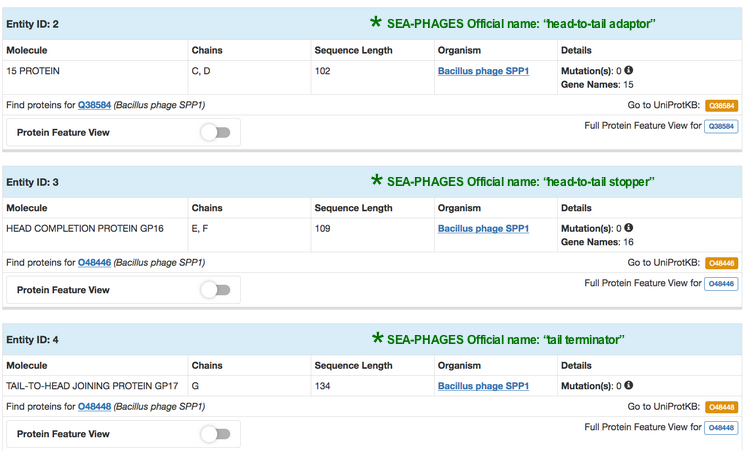 Entity ID: 2 * SEA-PHAGES Official name: “head-to-tail adaptor”
Molecule Chains Sequence Length Organism Details
15 PROTEIN C, D 102 Bacillus phage SPP1 Mutation(s): 0
Gene Names: 15
Find proteins for Q38584 (Bacillus phage SPP1) Go to UniProtKB: Q38584
Protein Feature View Full Protein Feature View for Q38584
Entity ID: 3 * SEA-PHAGES Official name: “head-to-tail stopper”
Molecule Chains Sequence Length Organism Details
HEAD COMPLETION PROTEIN GP16 E, F 109 Bacillus phage SPP1 Mutation(s): 0
Gene Names: 16
Find proteins for O48446 (Bacillus phage SPP1) Go to UniProtKB: O48446
Protein Feature View Full Protein Feature View for O48446
Entity ID: 4 * SEA-PHAGES Official name: “tail terminator”
Molecule Chains Sequence Length Organism Details
TAIL-TO-HEAD JOINING PROTEIN GP17 G 134 Bacillus phage SPP1 Mutation(s): 0
Find proteins for O48448 (Bacillus phage SPP1) Go to UniProtKB: O48448
Protein Feature View Full Protein Feature View for O48448